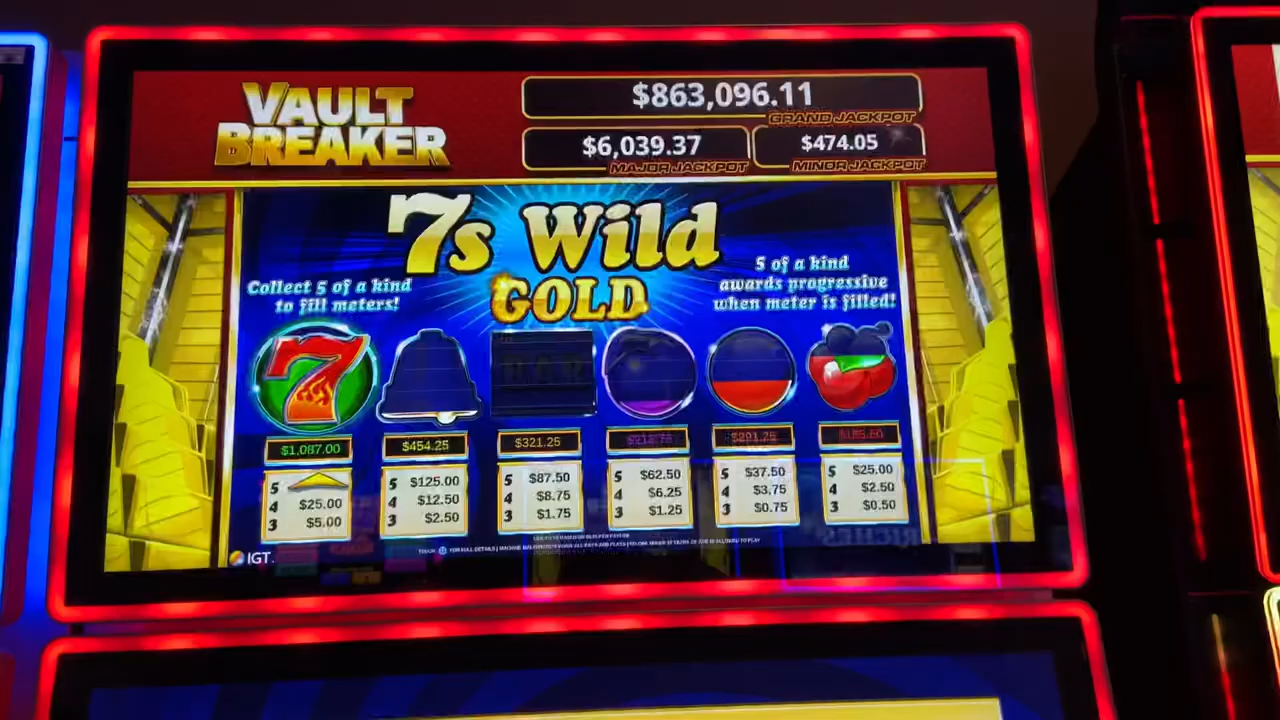 VAULT
BREAKER
$863,096.11
GRAND JACKPOT
$6,039.37
MAJOR JACKPOT
$474.05
MINOR JACKPOT
7s Wild
GOLD
Collect 5 of a kind
to fill meters!
5 of a kind
awards progressive
when meter is filled!
7
BAR
$1,087.00
5
4 $25.00
3 $5.00
$454.25
5 $125.00
4 $12.50
3 $2.50
$321.25
5 $87.50
4 $8.75
3 $1.75
5 $62.50
4 $6.25
3 $1.25
5 $37.50
4 $3.75
3 $0.75
5 $25.00
4 $2.50
3 $0.50
IGT.
RICHES